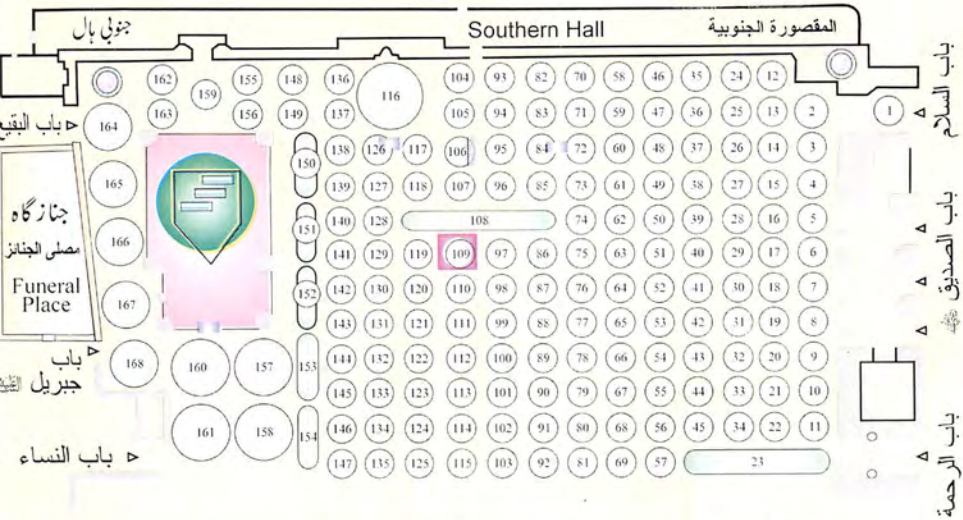 جنوبی ہال
Southern Hall
المقصورة الجنوبية
باب السلام
162 155 148 136 104 93 82 70 58 46 35 24 12
159 116
163 156 149 137 105 94 83 71 59 47 36 25 13 2 1
باب البقيع
164
150 138 126 117 106 95 84 72 60 48 37 26 14 3
165 139 127 118 107 96 85 73 61 49 38 27 15 4
جنازگاہ
مصلى الجنائز
Funeral
Place
151 140 128 108 74 62 50 39 28 16 5
باب الصديق
166 141 129 119 109 97 86 75 63 51 40 29 17 6
152 142 130 120 110 98 87 76 64 52 41 30 18 7
167 143 131 121 111 99 88 77 65 53 42 31 19 8
باب
جبريل
168 160 157 153 144 132 122 112 100 89 78 66 54 43 32 20 9
145 133 123 113 101 90 79 67 55 44 33 21 10
161 158 154 146 134 124 114 102 91 80 68 56 45 34 22 11
باب النساء
147 135 125 115 103 92 81 69 57 23
باب الرحمة